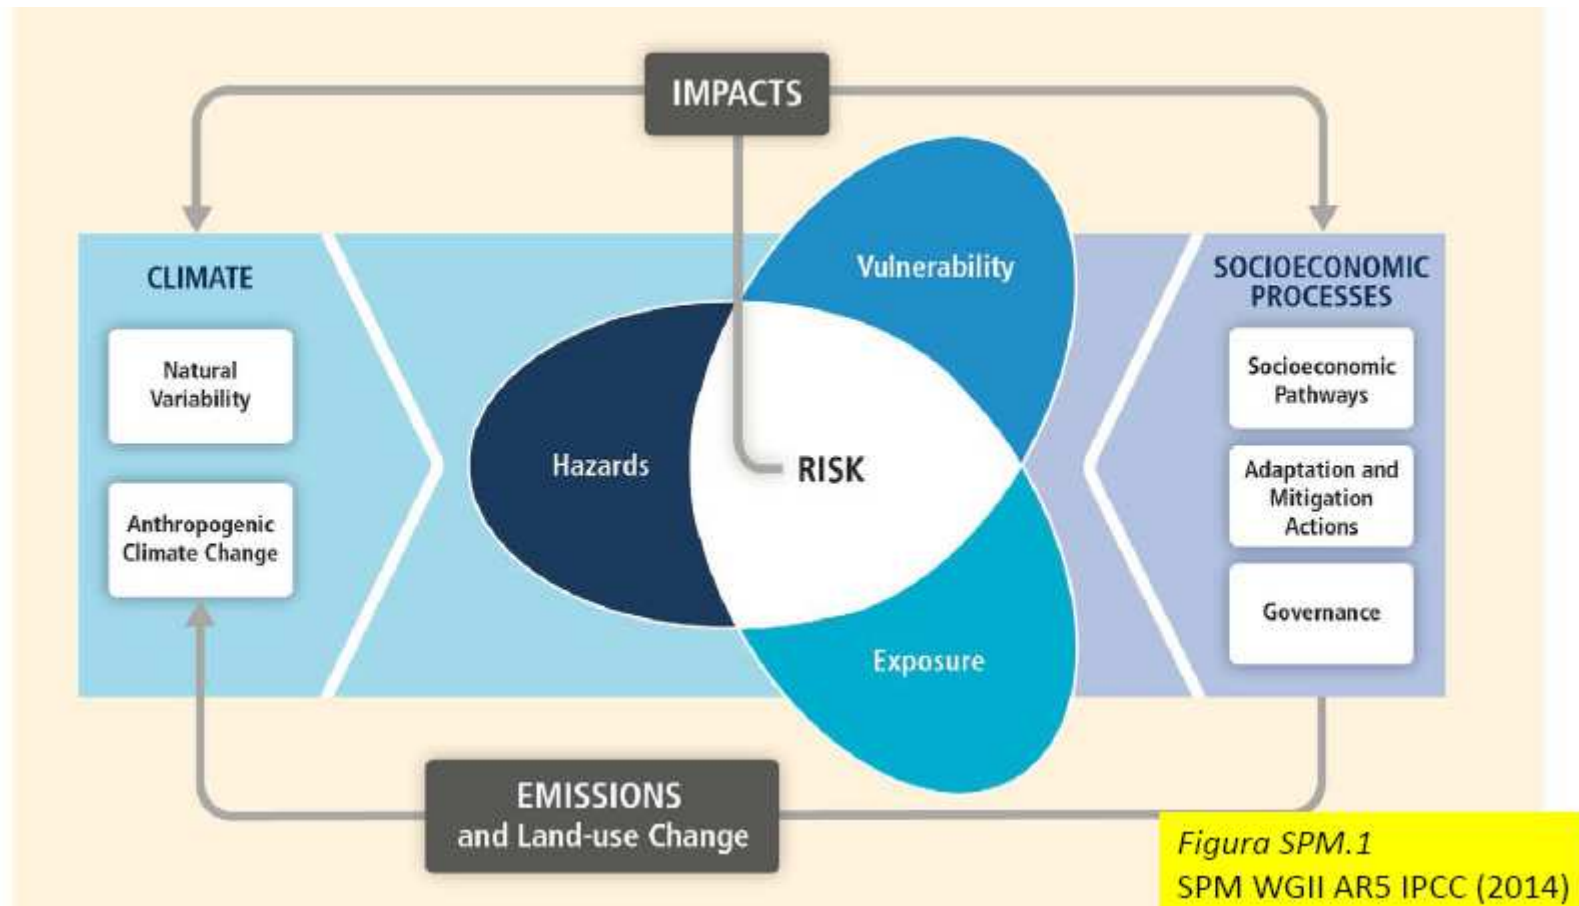 IMPACTS
CLIMATE
Natural
Variability
Anthropogenic
Climate Change
Vulnerability
Hazards
RISK
Exposure
SOCIOECONOMIC
PROCESSES
Socioeconomic
Pathways
Adaptation and
Mitigation
Actions
Governance
EMISSIONS
and Land-use Change
Figura SPM.1
SPM WGII AR5 IPCC (2014)